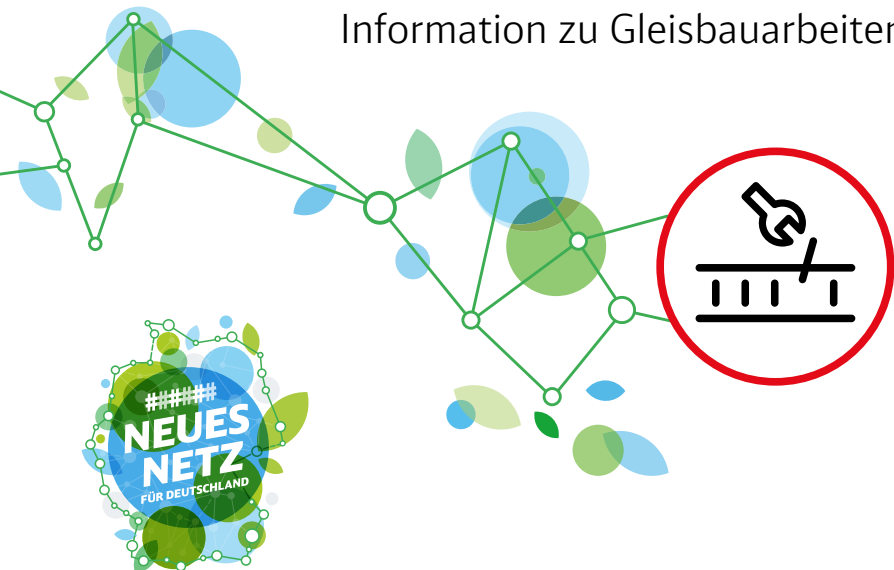 Information zu Gleisbauarbeiten
######
NEUES
NETZ
FÜR DEUTSCHLAND